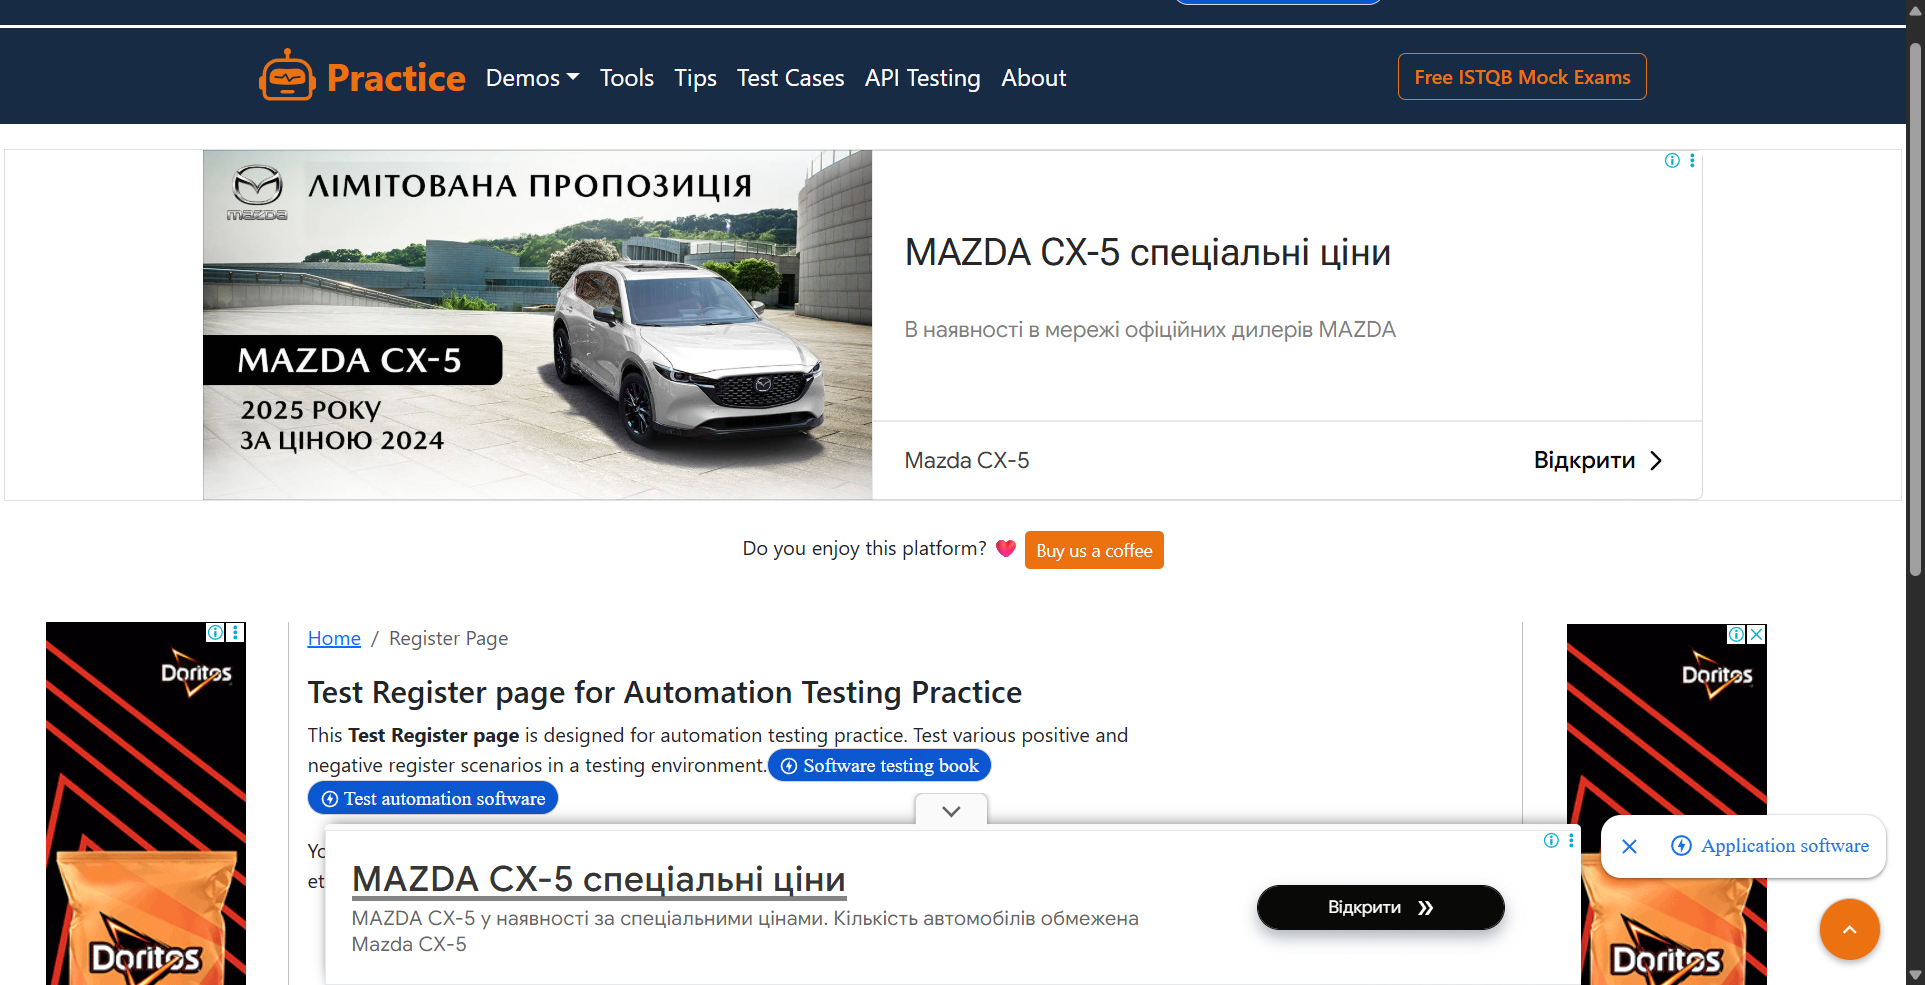 Practice
Demos
Tools
Tips
Test Cases
API Testing
About
Free ISTQB Mock Exams
mazda
ЛІМІТОВАНА ПРОПОЗИЦІЯ
MAZDA CX-5
2025 РОКУ
ЗА ЦІНОЮ 2024
MAZDA CX-5 спеціальні ціни
В наявності в мережі офіційних дилерів MAZDA
Mazda CX-5
Відкрити
Do you enjoy this platform?
Buy us a coffee
Doritos
Doritos
Home / Register Page
Test Register page for Automation Testing Practice
This Test Register page is designed for automation testing practice. Test various positive and
negative register scenarios in a testing environment. Software testing book
Test automation software
Yo
et
MAZDA CX-5 спеціальні ціни
MAZDA CX-5 у наявності за спеціальними цінами. Кількість автомобілів обмежена
Mazda CX-5
Відкрити
Doritos
Application software
Doritos